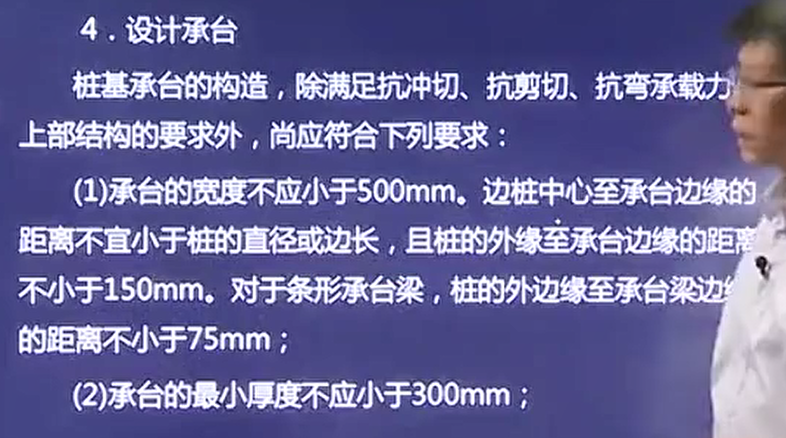 4．设计承台
桩基承台的构造，除满足抗冲切、抗剪切、抗弯承载力
上部结构的要求外，尚应符合下列要求：
(1)承台的宽度不应小于500mm。边桩中心至承台边缘的
距离不宜小于桩的直径或边长，且桩的外缘至承台边缘的距离
不小于150mm。对于条形承台梁，桩的外边缘至承台梁边缘
的距离不小于75mm；
(2)承台的最小厚度不应小于300mm；